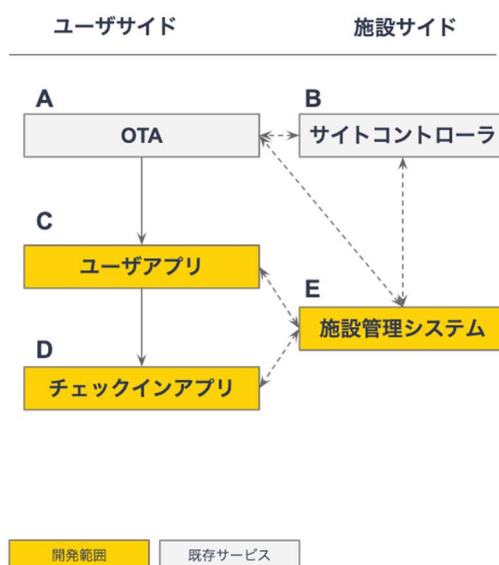 ユーザサイド
施設サイド
A
B
OTA
サイトコントローラ
C
ユーザアプリ
E
施設管理システム
D
チェックインアプリ
開発範囲
既存サービス